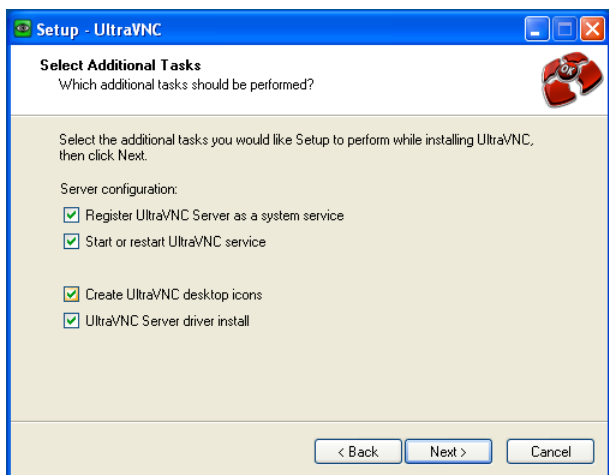 Setup - UltraVNC
Select Additional Tasks
Which additional tasks should be performed?
OK
Select the additional tasks you would like Setup to perform while installing UltraVNC,
then click Next.
Server configuration:
Register UltraVNC Server as a system service
Start or restart UltraVNC service
Create UltraVNC desktop icons
UltraVNC Server driver install
< Back
Next >
Cancel